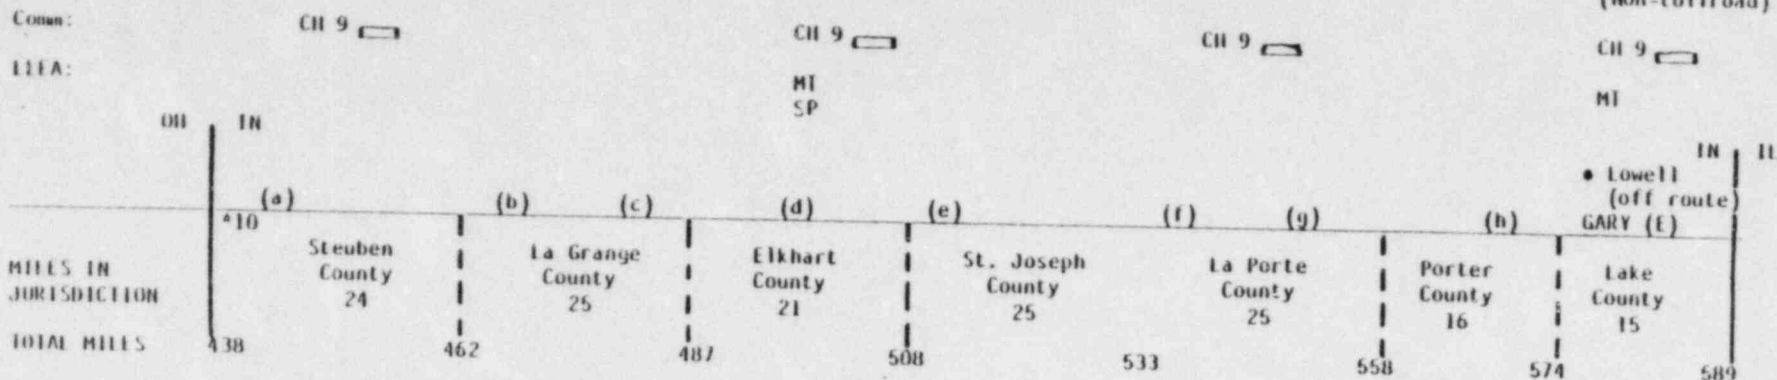 Comm:
CH 9
CH 9
CH 9
CH 9
LLEA:
MT
SP
MT
OH IN
IN IL
• Lowell
(off route)
(a) (b) (c) (d) (e) (f) (g) (h) GARY (E)
*10
MILES IN
JURISDICTION
Steuben
County
24
La Grange
County
25
Elkhart
County
21
St. Joseph
County
25
La Porte
County
25
Porter
County
16
Lake
County
15
TOTAL MILES 438 462 487 508 533 558 574 589